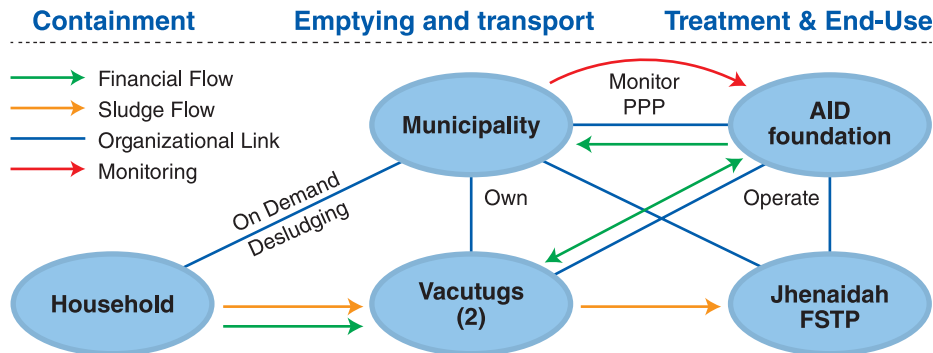 Containment
Emptying and transport
Treatment & End-Use
Financial Flow
Sludge Flow
Organizational Link
Monitoring
Municipality
Monitor
PPP
AID
foundation
On Demand
Desludging
Own
Operate
Household
Vacutugs
(2)
Jhenaidah
FSTP